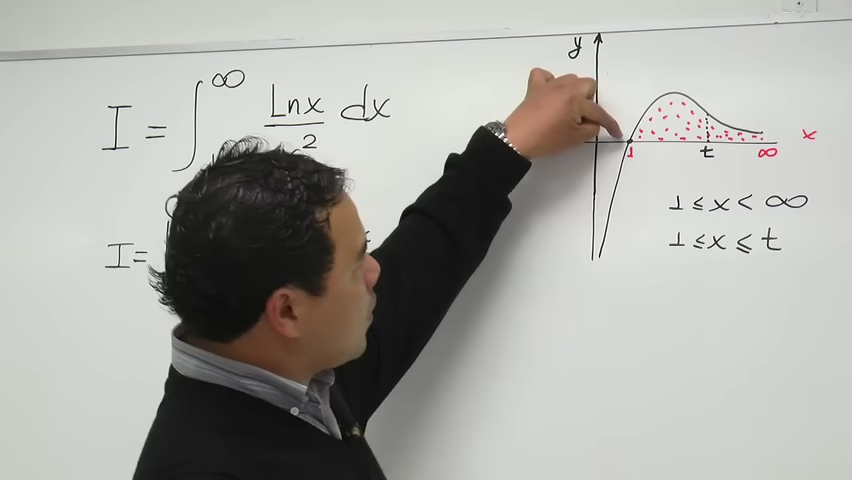 I = ∫ ∞ Lnx/2 dx
I =
y
1 t ∞ x
1 ≤ x < ∞
1 ≤ x ≤ t